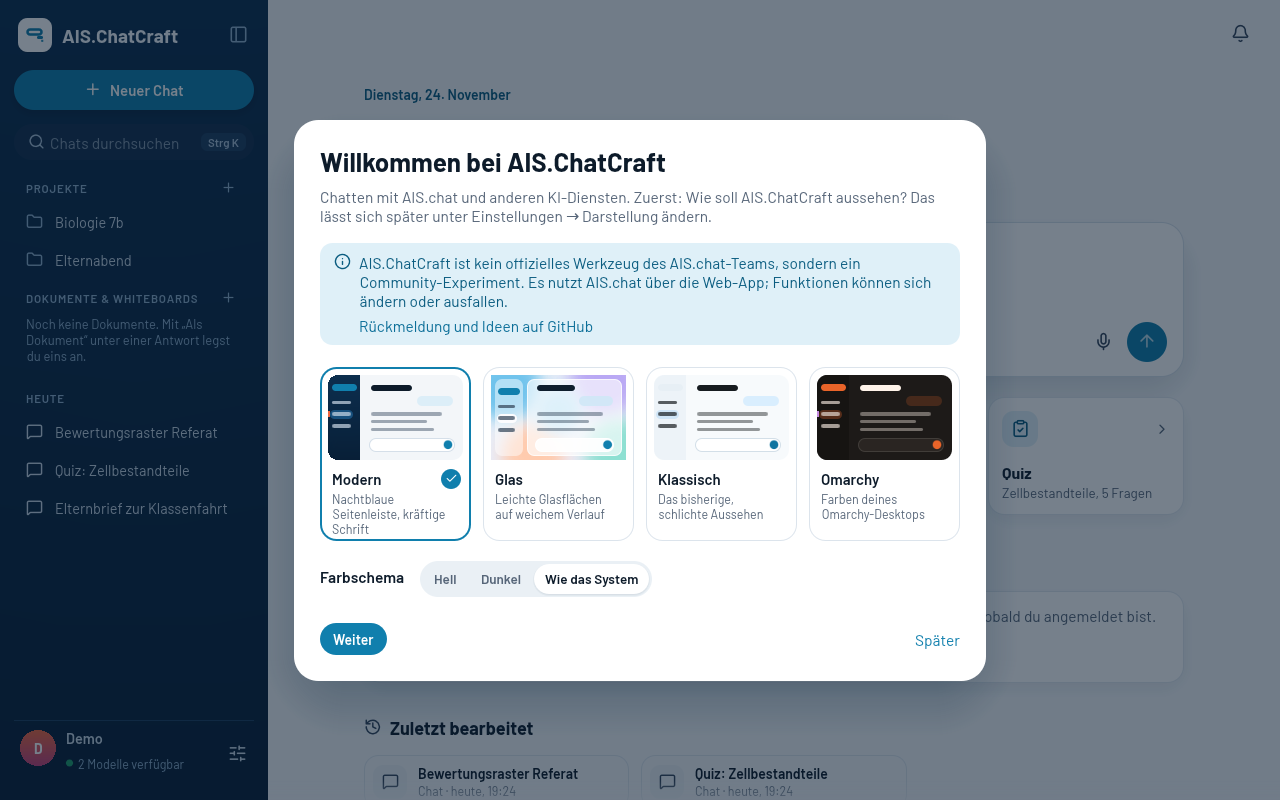 AIS.ChatCraft
Neuer Chat
Chats durchsuchen
Strg K
PROJEKTE
Biologie 7b
Elternabend
DOKUMENTE & WHITEBOARDS
Noch keine Dokumente. Mit „Als
Dokument“ unter einer Antwort legst
du eins an.
HEUTE
Bewertungsraster Referat
Quiz: Zellbestandteile
Elternbrief zur Klassenfahrt
D
Demo
2 Modelle verfügbar
Dienstag, 24. November
Willkommen bei AIS.ChatCraft
Chatten mit AIS.chat und anderen KI-Diensten. Zuerst: Wie soll AIS.ChatCraft aussehen? Das
lässt sich später unter Einstellungen → Darstellung ändern.
AIS.ChatCraft ist kein offizielles Werkzeug des AIS.chat-Teams, sondern ein
Community-Experiment. Es nutzt AIS.chat über die Web-App; Funktionen können sich
ändern oder ausfallen.
Rückmeldung und Ideen auf GitHub
Modern
Nachtblaue
Seitenleiste, kräftige
Schrift
Glas
Leichte Glasflächen
auf weichem Verlauf
Klassisch
Das bisherige,
schlichte Aussehen
Omarchy
Farben deines
Omarchy-Desktops
Farbschema
Hell
Dunkel
Wie das System
Weiter
Später
Quiz
Zellbestandteile, 5 Fragen
obald du angemeldet bist.
Zuletzt bearbeitet
Bewertungsraster Referat
Chat · heute, 19:24
Quiz: Zellbestandteile
Chat · heute, 19:24